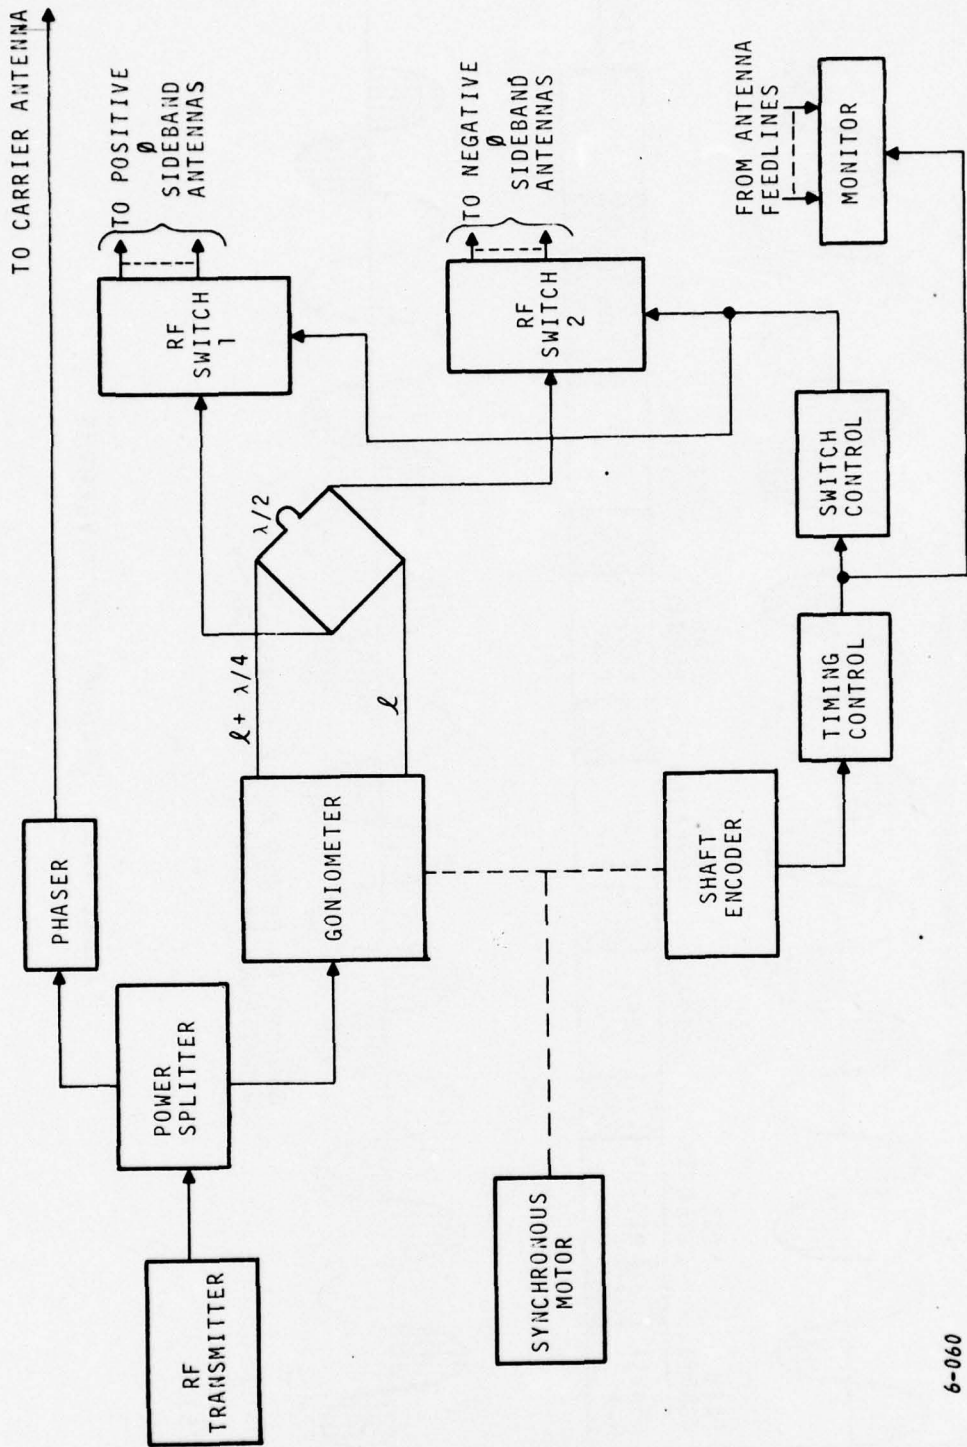 RF
TRANSMITTER
POWER
SPLITTER
PHASER
TO CARRIER ANTENNA
GONIOMETER
ℓ+ λ/4
ℓ
λ/2
RF
SWITCH
1
TO POSITIVE
Ø
SIDEBAND
ANTENNAS
RF
SWITCH
2
TO NEGATIVE
Ø
SIDEBAND
ANTENNAS
SYNCHRONOUS
MOTOR
SHAFT
ENCODER
TIMING
CONTROL
SWITCH
CONTROL
FROM ANTENNA
FEEDLINES
MONITOR
6-060